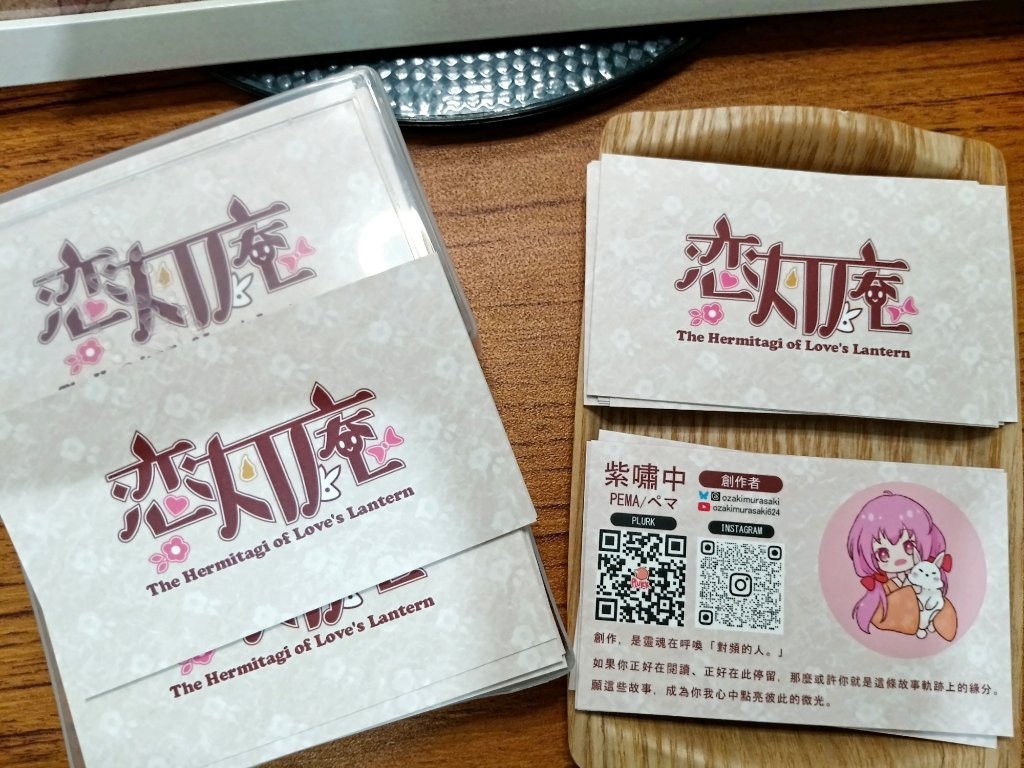 恋灯庵
恋灯庵
The Hermitagi of Love's Lantern
The Hermitagi of Love's Lantern
恋灯庵
The Hermitagi of Love's Lantern
紫嘯中
PEMA/ペマ
創作者
ozakimurasaki
ozakimurasaki624
PLURK
INSTAGRAM
PLURK
創作，是靈魂在呼喚「對頻的人。」
如果你正好在閱讀、正好在此停留，那麼或許你就是這條故事軌跡上的緣分。
願這些故事，成為你我心中點亮彼此的微光。